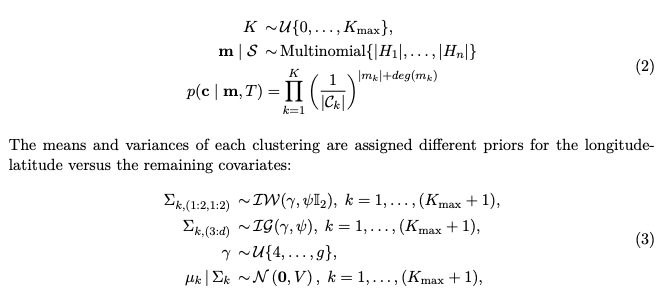 K ∼ 𝒰{0, . . . , K_max},
m | 𝒮 ∼ Multinomial{|H_1|, . . . , |H_n|}
(2)
p(c | m, T) = ∏_{k=1}^{K} (1/|𝒞_k|)^{|m_k|+deg(m_k)}
The means and variances of each clustering are assigned different priors for the longitude-
latitude versus the remaining covariates:
Σ_{k,(1:2,1:2)} ∼ ℐ𝒲(γ, ψ𝕀_2), k = 1, . . . , (K_max + 1),
Σ_{k,(3:d)} ∼ ℐ𝒢(γ, ψ), k = 1, . . . , (K_max + 1),
(3)
γ ∼ 𝒰{4, . . . , g},
μ_k | Σ_k ∼ 𝒩(0, V), k = 1, . . . , (K_max + 1),